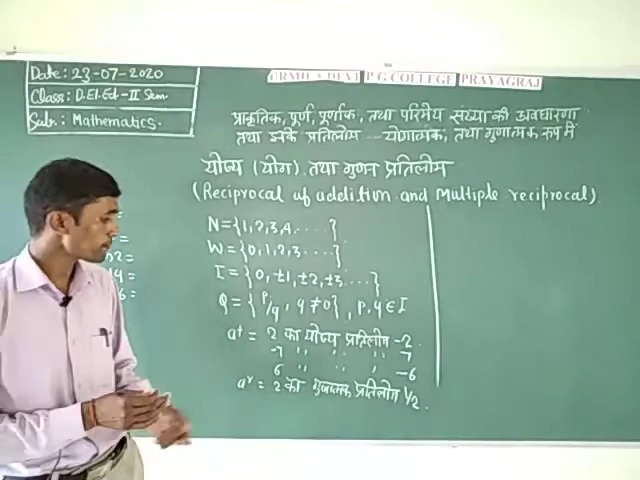 Date: 23-07-2020
Class: D.El.Ed-II Sem.
Sub: Mathematics.
URMILA DEVI P.G.COLLEGE PRAYAGRAJ
प्राकृतिक, पूर्ण, पूर्णांक, तथा परिमेय संख्या की अवधारणा
तथा उनके प्रतिलोम - योगात्मक, तथा गुणात्मक रूप में
योज्य (योग) तथा गुणन प्रतिलोम
(Reciprocal of addition and Multiple reciprocal).
N = {1, 2, 3, 4. ....}
W = {0, 1, 2, 3. ....}
I = {0, ±1, ±2, ±3. ....}
Q = {P/q, q ≠ 0}, P, q ∈ I
a+ = 2 का योज्य प्रतिलोम -2
-7 '' '' '' 7
6 '' '' '' -6
2 का प्रतिलोम 1/2.